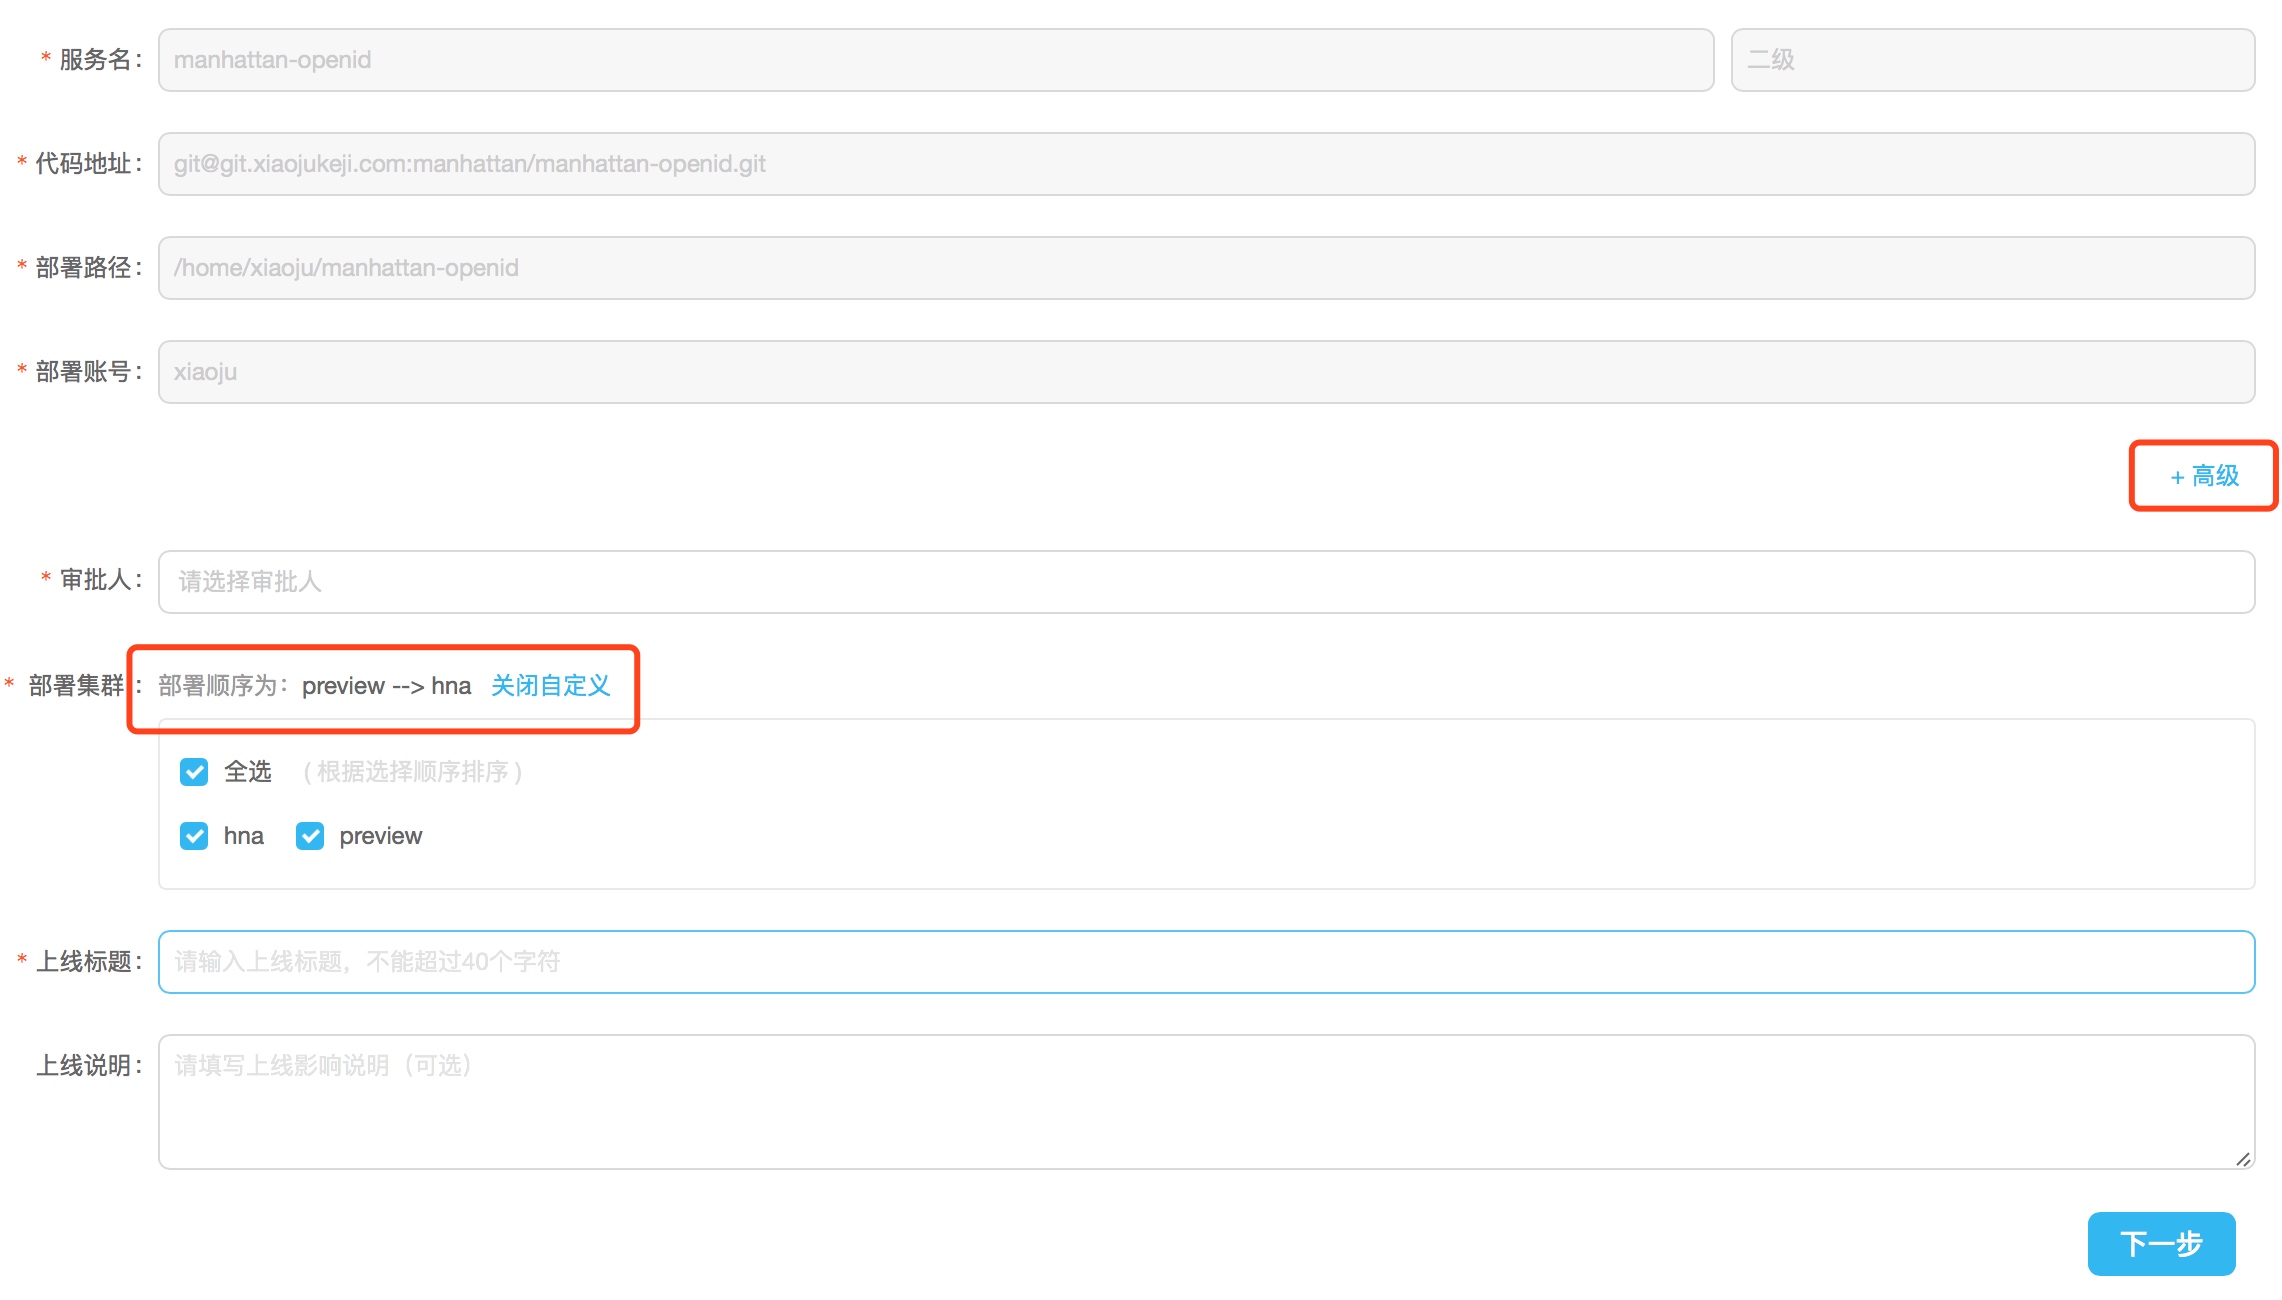 * 服务名： manhattan-openid 二级
* 代码地址： git@git.xiaojukeji.com:manhattan/manhattan-openid.git
* 部署路径： /home/xiaoju/manhattan-openid
* 部署账号： xiaoju
+ 高级
* 审批人： 请选择审批人
* 部署集群： 部署顺序为：preview --> hna 关闭自定义
全选 （根据选择顺序排序）
hna preview
* 上线标题： 请输入上线标题，不能超过40个字符
上线说明： 请填写上线影响说明（可选）
下一步